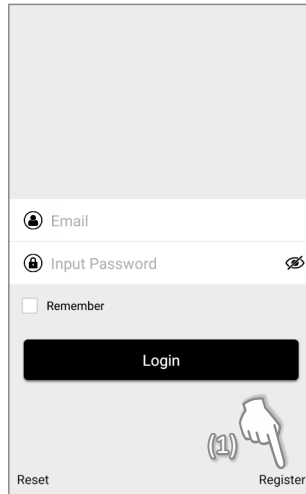 Email
Input Password
Remember
Login
(1)
Reset Register